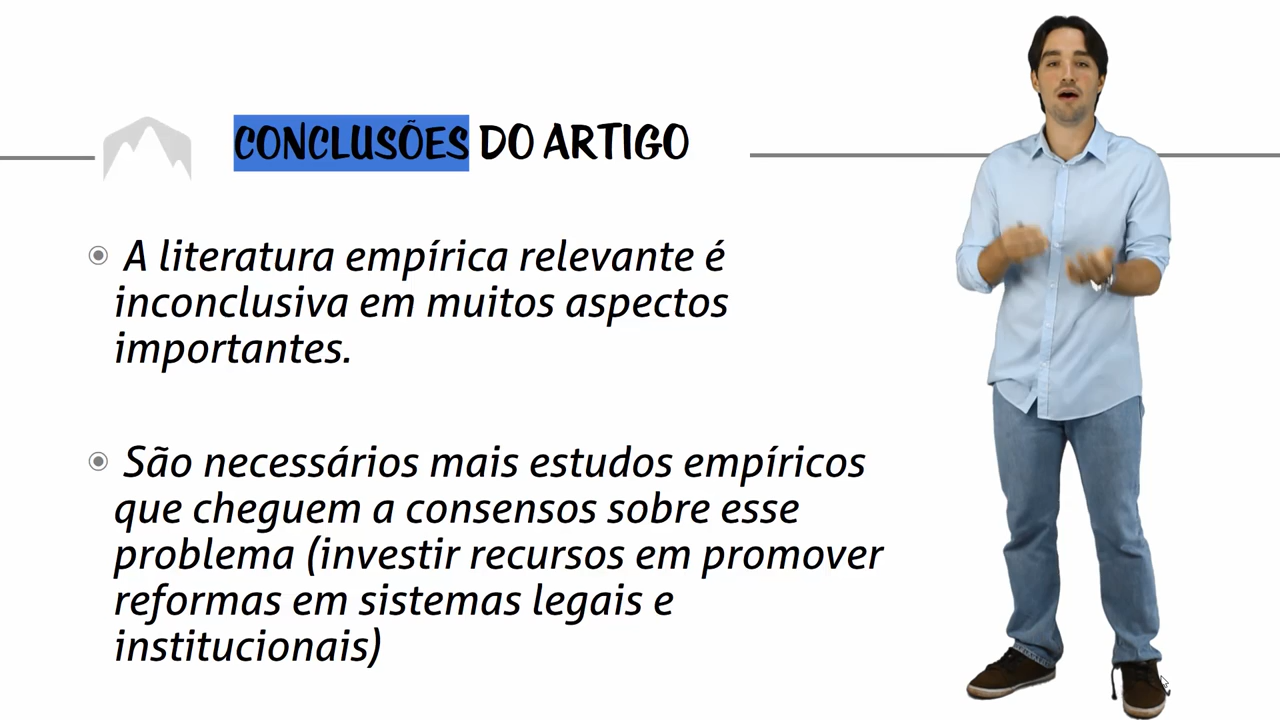 CONCLUSÕES DO ARTIGO
A literatura empírica relevante é
inconclusiva em muitos aspectos
importantes.
São necessários mais estudos empíricos
que cheguem a consensos sobre esse
problema (investir recursos em promover
reformas em sistemas legais e
institucionais)